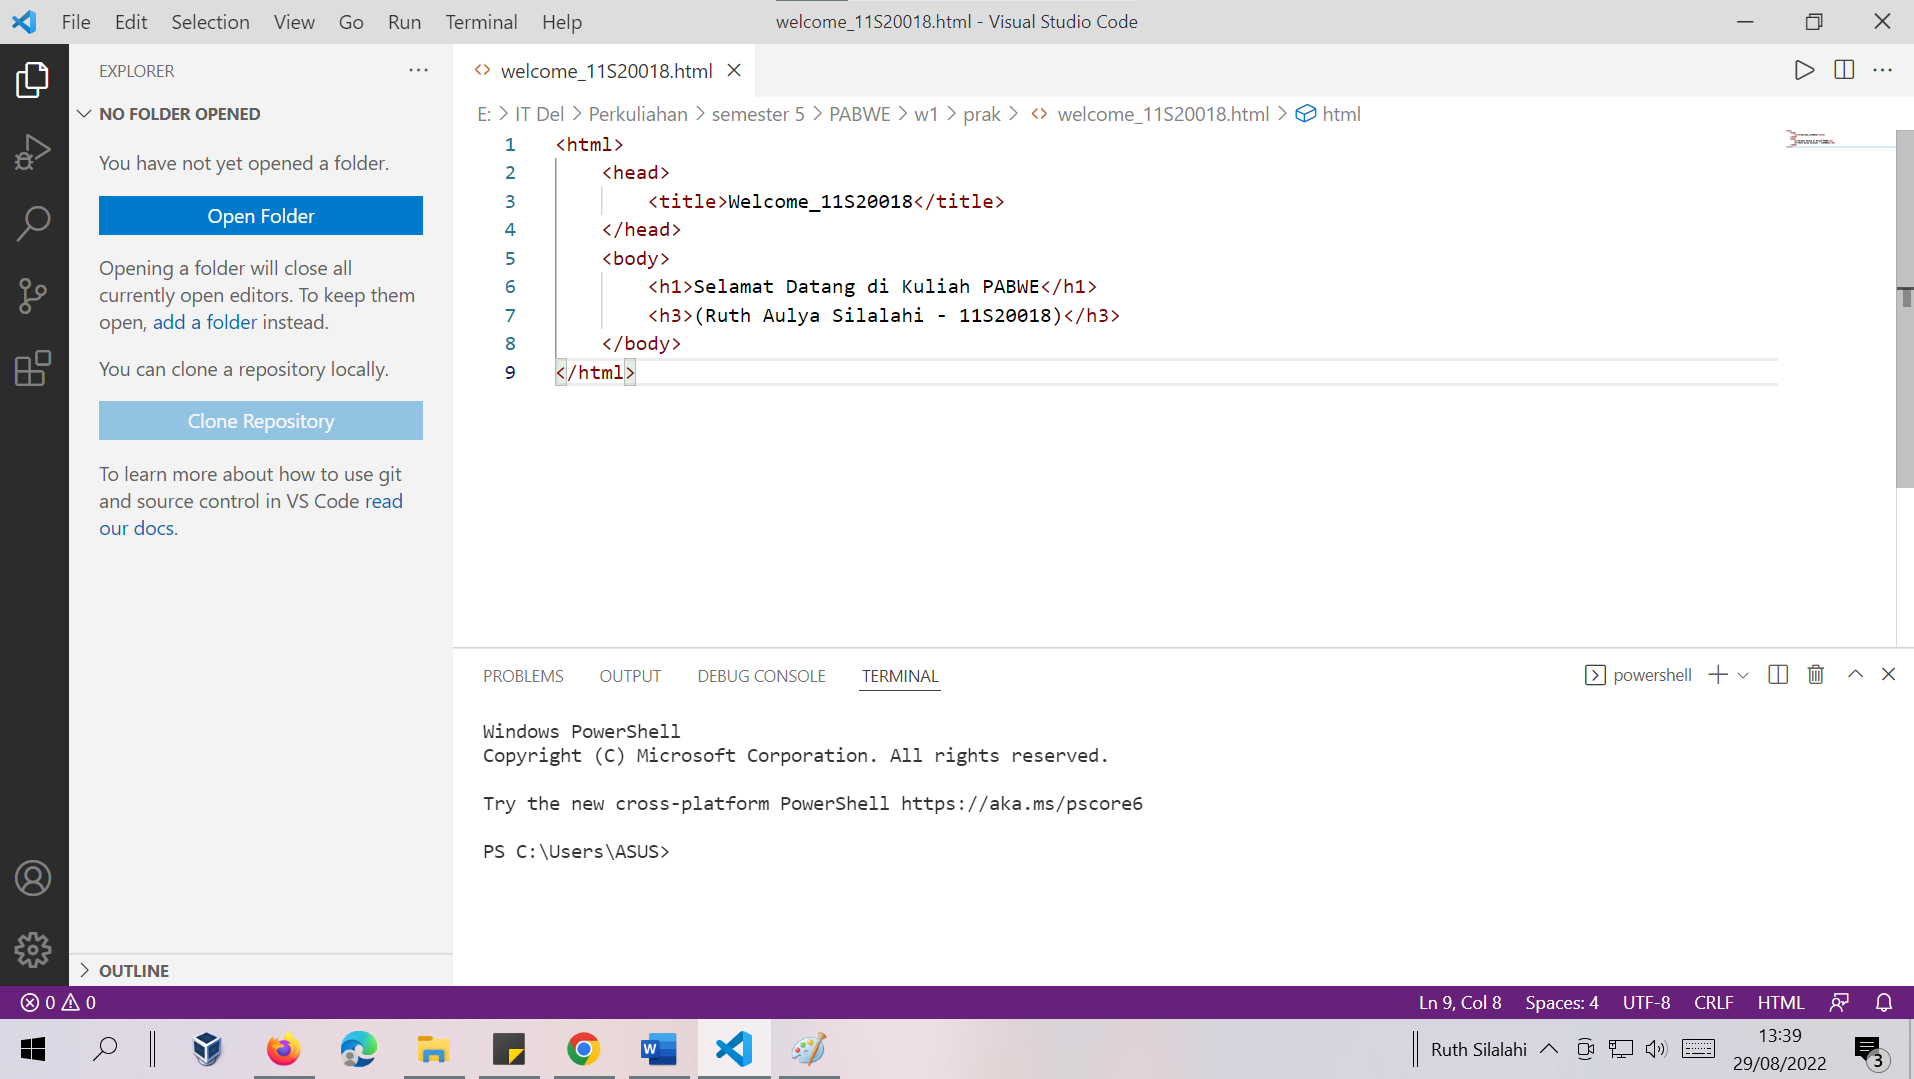 File Edit Selection View Go Run Terminal Help
welcome_11S20018.html - Visual Studio Code
EXPLORER
NO FOLDER OPENED
You have not yet opened a folder.
Open Folder
Opening a folder will close all
currently open editors. To keep them
open, add a folder instead.
You can clone a repository locally.
Clone Repository
To learn more about how to use git
and source control in VS Code read
our docs.
OUTLINE
welcome_11S20018.html
E: > IT Del > Perkuliahan > semester 5 > PABWE > w1 > prak > <> welcome_11S20018.html > html
1 <html>
2 <head>
3 <title>Welcome_11S20018</title>
4 </head>
5 <body>
6 <h1>Selamat Datang di Kuliah PABWE</h1>
7 <h3>(Ruth Aulya Silalahi - 11S20018)</h3>
8 </body>
9 </html>
PROBLEMS OUTPUT DEBUG CONSOLE TERMINAL
powershell
Windows PowerShell
Copyright (C) Microsoft Corporation. All rights reserved.
Try the new cross-platform PowerShell https://aka.ms/pscore6
PS C:\Users\ASUS>
0 0
Ln 9, Col 8 Spaces: 4 UTF-8 CRLF HTML
Ruth Silalahi
13:39
29/08/2022
3